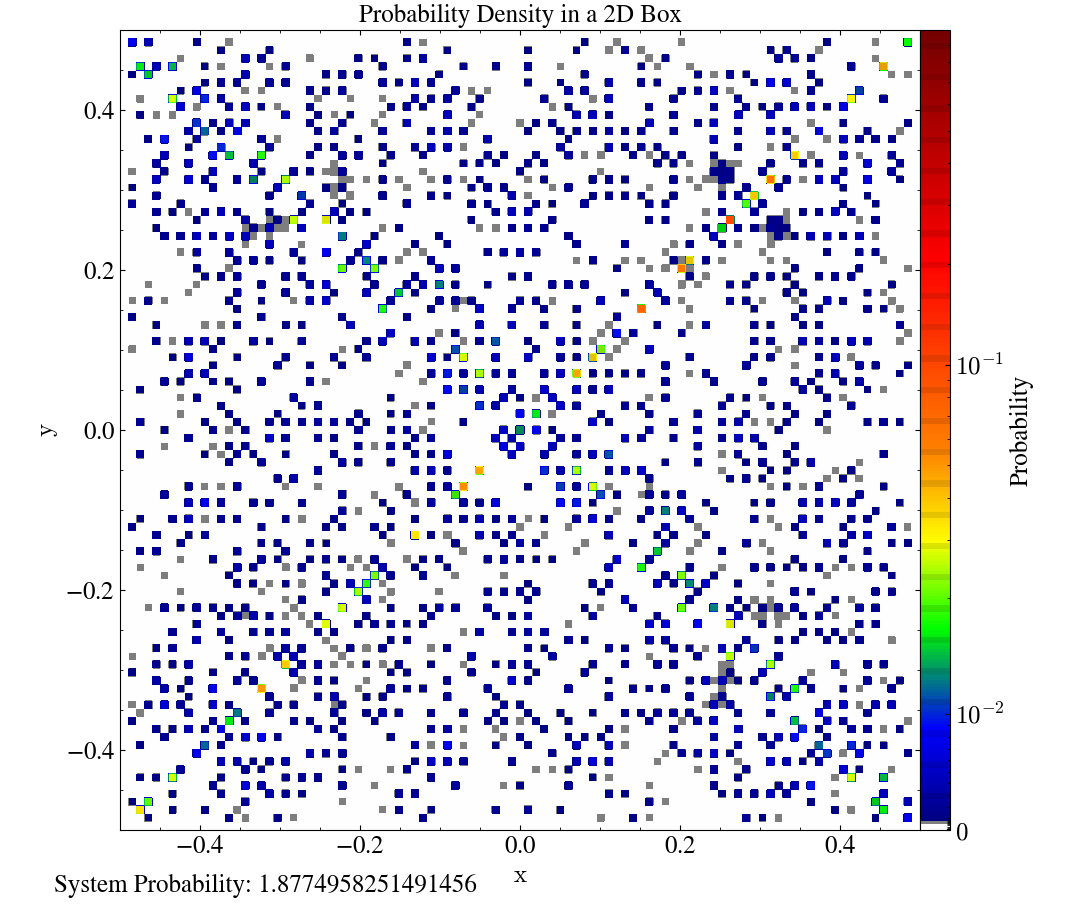 Probability Density in a 2D Box
0.4
0.2
0.0
−0.2
−0.4
y
−0.4
−0.2
0.0
0.2
0.4
x
10⁻¹
10⁻²
0
Probability
System Probability: 1.8774958251491456